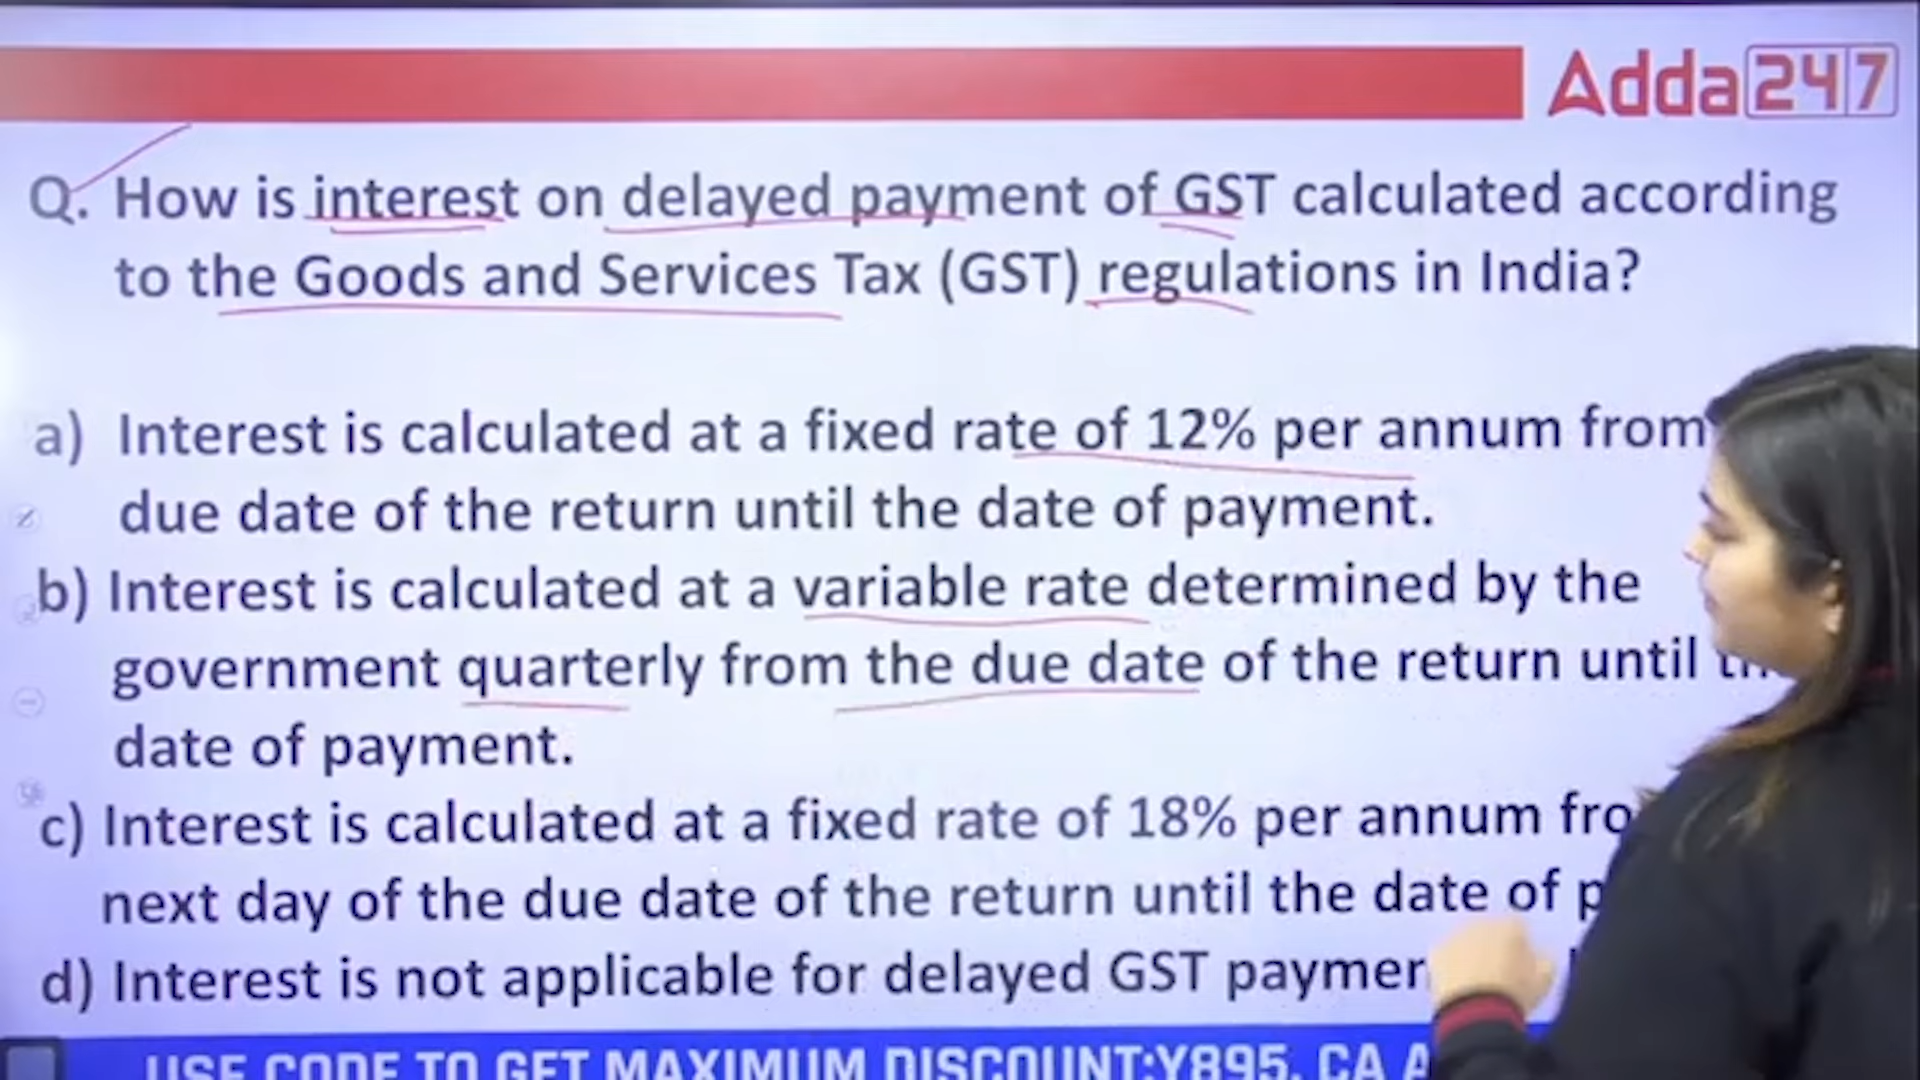 Adda247
Q. How is interest on delayed payment of GST calculated according
to the Goods and Services Tax (GST) regulations in India?
a) Interest is calculated at a fixed rate of 12% per annum from
due date of the return until the date of payment.
b) Interest is calculated at a variable rate determined by the
government quarterly from the due date of the return until
date of payment.
c) Interest is calculated at a fixed rate of 18% per annum
next day of the due date of the return until the date of
d) Interest is not applicable for delayed GST
USE CODE TO GET MAXIMUM DISCOUNT:Y895, CA